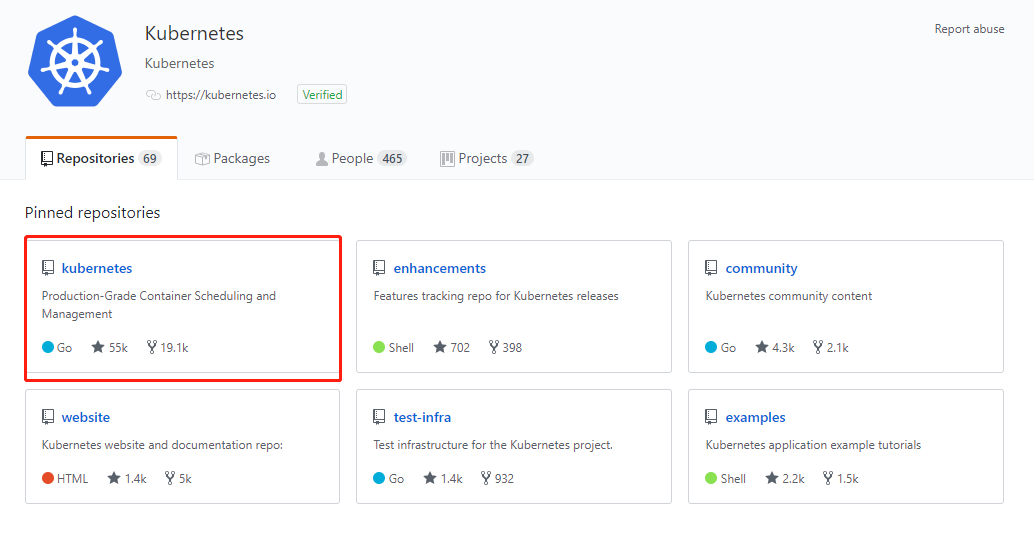 Kubernetes
Report abuse
Kubernetes
https://kubernetes.io Verified
Repositories 69 Packages People 465 Projects 27
Pinned repositories
kubernetes
Production-Grade Container Scheduling and
Management
Go 55k 19.1k
enhancements
Features tracking repo for Kubernetes releases
Shell 702 398
community
Kubernetes community content
Go 4.3k 2.1k
website
Kubernetes website and documentation repo:
HTML 1.4k 5k
test-infra
Test infrastructure for the Kubernetes project.
Go 1.4k 932
examples
Kubernetes application example tutorials
Shell 2.2k 1.5k